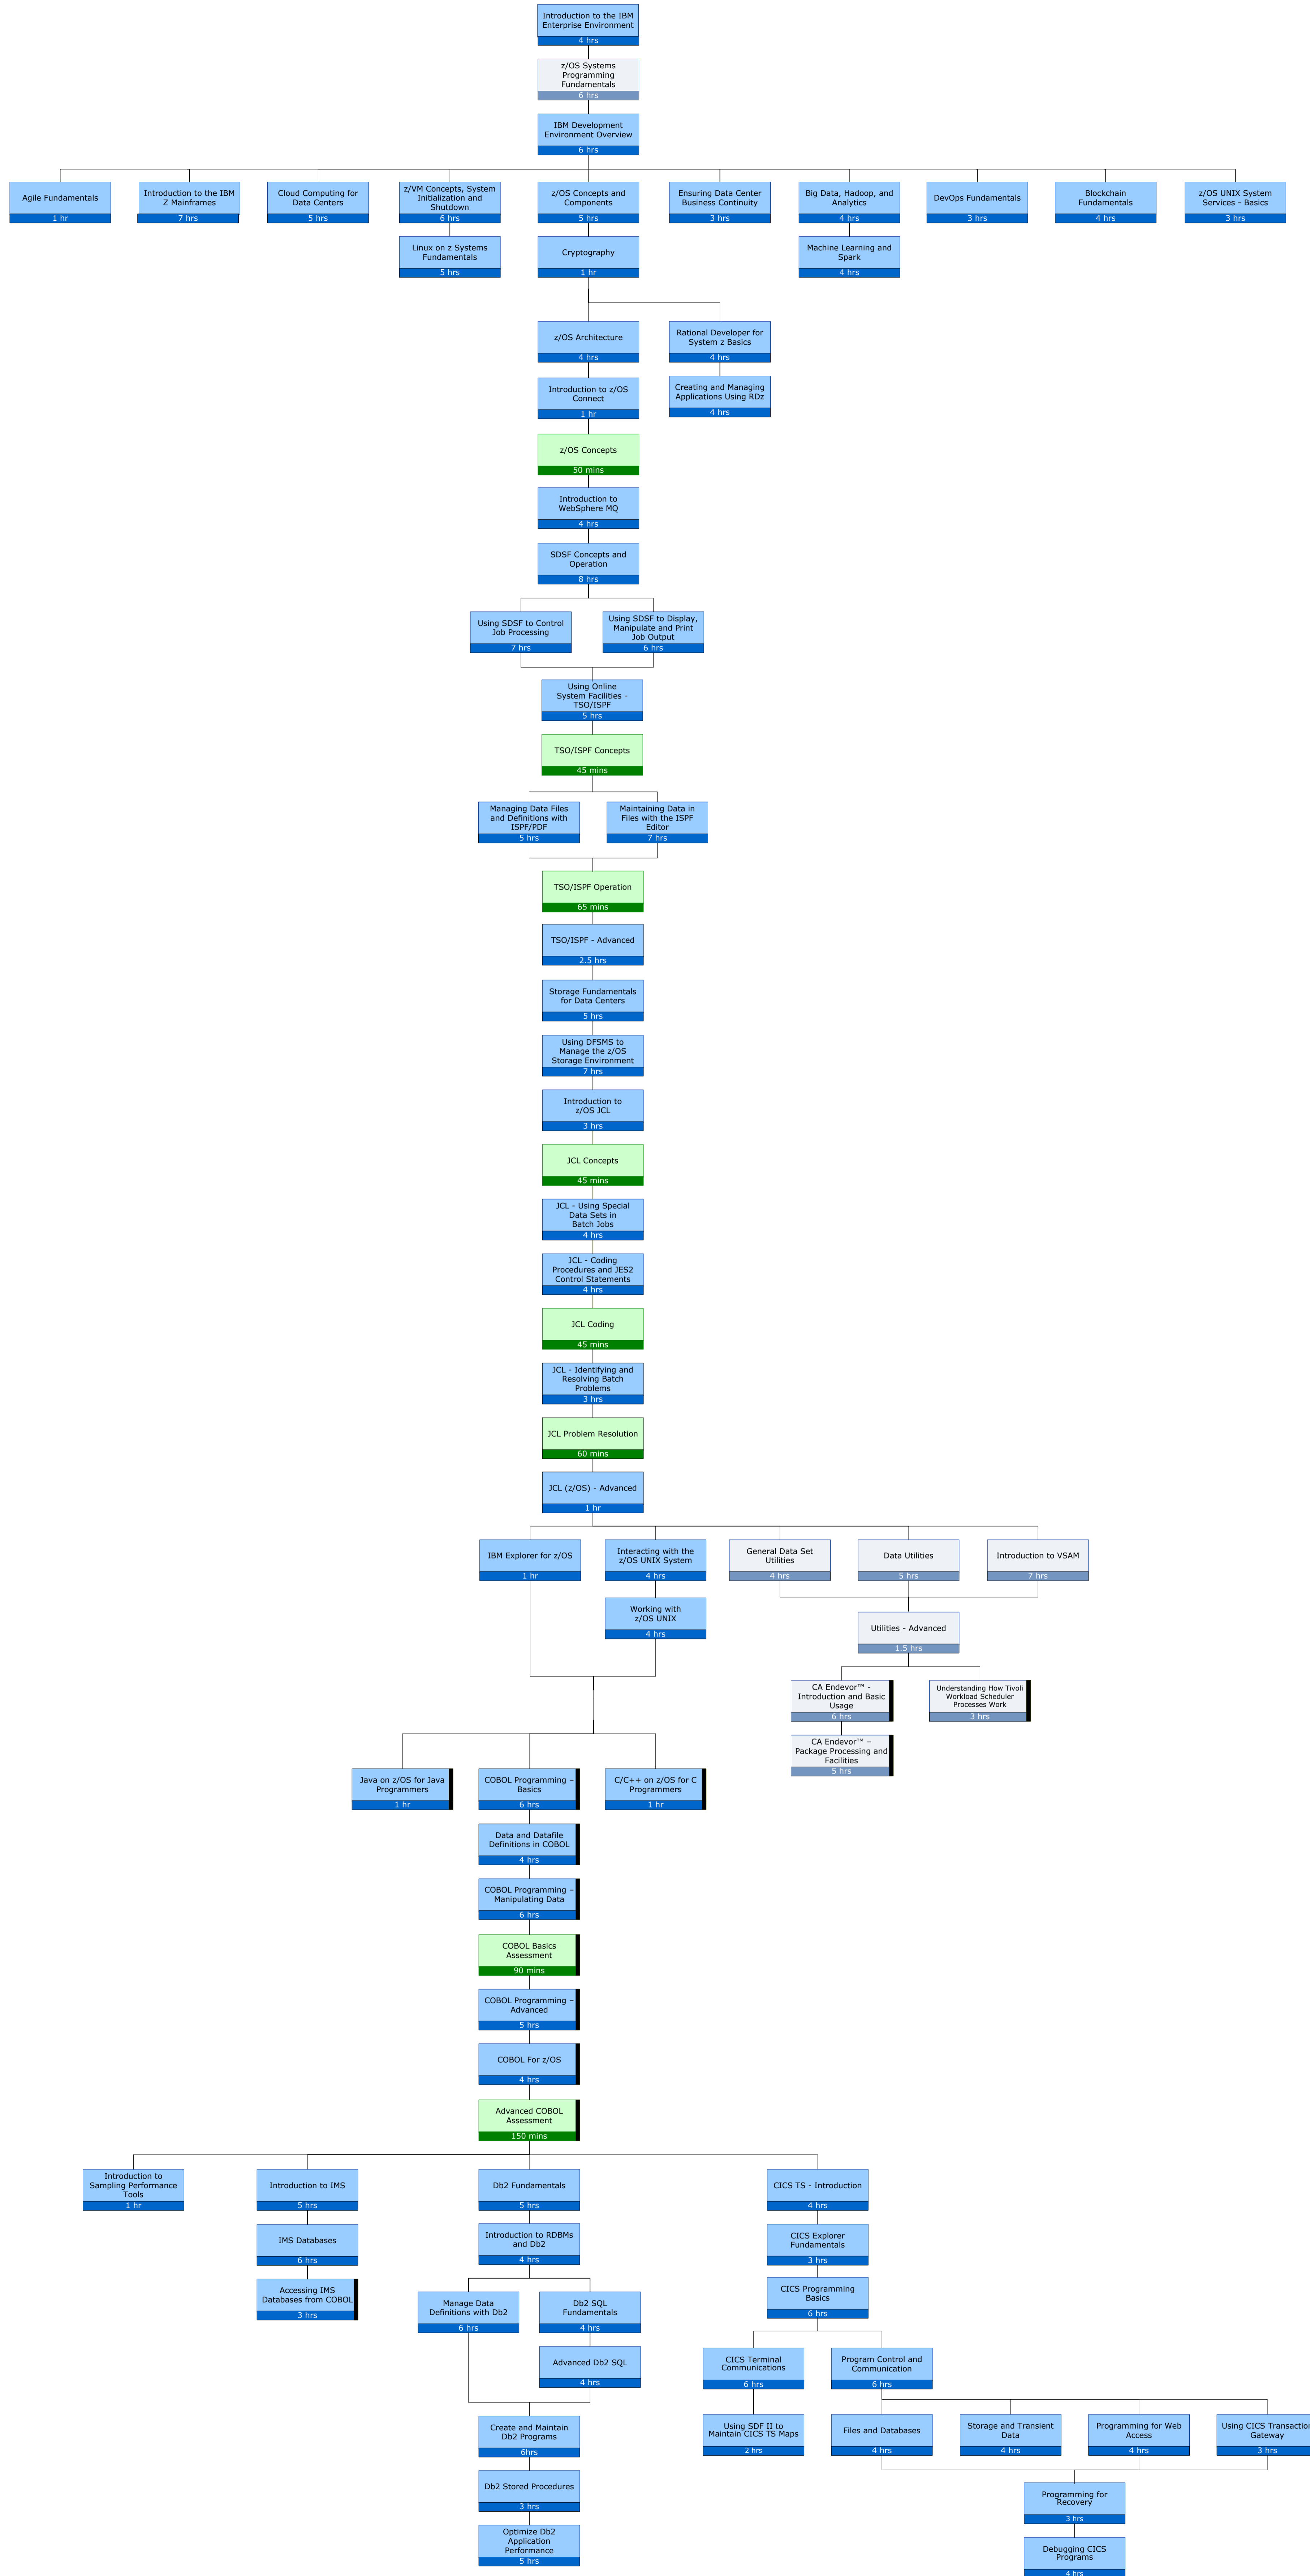 Introduction to the IBM
Enterprise Environment
4 hrs
z/OS Systems
Programming
Fundamentals
6 hrs
IBM Development
Environment Overview
6 hrs
Agile Fundamentals
1 hr
Introduction to the IBM
Z Mainframes
7 hrs
Cloud Computing for
Data Centers
5 hrs
z/VM Concepts, System
Initialization and
Shutdown
6 hrs
z/OS Concepts and
Components
5 hrs
Ensuring Data Center
Business Continuity
3 hrs
Big Data, Hadoop, and
Analytics
4 hrs
DevOps Fundamentals
3 hrs
Blockchain
Fundamentals
4 hrs
z/OS UNIX System
Services - Basics
3 hrs
Linux on z Systems
Fundamentals
5 hrs
Cryptography
1 hr
Machine Learning and
Spark
4 hrs
z/OS Architecture
4 hrs
Rational Developer for
System z Basics
4 hrs
Introduction to z/OS
Connect
1 hr
Creating and Managing
Applications Using RDz
4 hrs
z/OS Concepts
50 mins
Introduction to
WebSphere MQ
4 hrs
SDSF Concepts and
Operation
8 hrs
Using SDSF to Control
Job Processing
7 hrs
Using SDSF to Display,
Manipulate and Print
Job Output
6 hrs
Using Online
System Facilities -
TSO/ISPF
5 hrs
TSO/ISPF Concepts
45 mins
Managing Data Files
and Definitions with
ISPF/PDF
5 hrs
Maintaining Data in
Files with the ISPF
Editor
7 hrs
TSO/ISPF Operation
65 mins
TSO/ISPF - Advanced
2.5 hrs
Storage Fundamentals
for Data Centers
5 hrs
Using DFSMS to
Manage the z/OS
Storage Environment
7 hrs
Introduction to
z/OS JCL
3 hrs
JCL Concepts
45 mins
JCL - Using Special
Data Sets in
Batch Jobs
4 hrs
JCL - Coding
Procedures and JES2
Control Statements
4 hrs
JCL Coding
45 mins
JCL - Identifying and
Resolving Batch
Problems
3 hrs
JCL Problem Resolution
60 mins
JCL (z/OS) - Advanced
1 hr
IBM Explorer for z/OS
1 hr
Interacting with the
z/OS UNIX System
4 hrs
General Data Set
Utilities
4 hrs
Data Utilities
5 hrs
Introduction to VSAM
7 hrs
Working with
z/OS UNIX
4 hrs
Utilities - Advanced
1.5 hrs
CA Endevor™ -
Introduction and Basic
Usage
6 hrs
Understanding How Tivoli
Workload Scheduler
Processes Work
3 hrs
CA Endevor™ –
Package Processing and
Facilities
5 hrs
Java on z/OS for Java
Programmers
1 hr
COBOL Programming –
Basics
6 hrs
C/C++ on z/OS for C
Programmers
1 hr
Data and Datafile
Definitions in COBOL
4 hrs
COBOL Programming –
Manipulating Data
6 hrs
COBOL Basics
Assessment
90 mins
COBOL Programming –
Advanced
5 hrs
COBOL For z/OS
4 hrs
Advanced COBOL
Assessment
150 mins
Introduction to
Sampling Performance
Tools
1 hr
Introduction to IMS
5 hrs
Db2 Fundamentals
5 hrs
CICS TS - Introduction
4 hrs
IMS Databases
6 hrs
Introduction to RDBMs
and Db2
4 hrs
CICS Explorer
Fundamentals
3 hrs
Accessing IMS
Databases from COBOL
3 hrs
Manage Data
Definitions with Db2
6 hrs
Db2 SQL
Fundamentals
4 hrs
CICS Programming
Basics
6 hrs
Advanced Db2 SQL
4 hrs
CICS Terminal
Communications
6 hrs
Program Control and
Communication
6 hrs
Create and Maintain
Db2 Programs
6hrs
Using SDF II to
Maintain CICS TS Maps
2 hrs
Files and Databases
4 hrs
Storage and Transient
Data
4 hrs
Programming for Web
Access
4 hrs
Using CICS Transaction
Gateway
3 hrs
Db2 Stored Procedures
3 hrs
Programming for
Recovery
3 hrs
Optimize Db2
Application
Performance
5 hrs
Debugging CICS
Programs
4 hrs